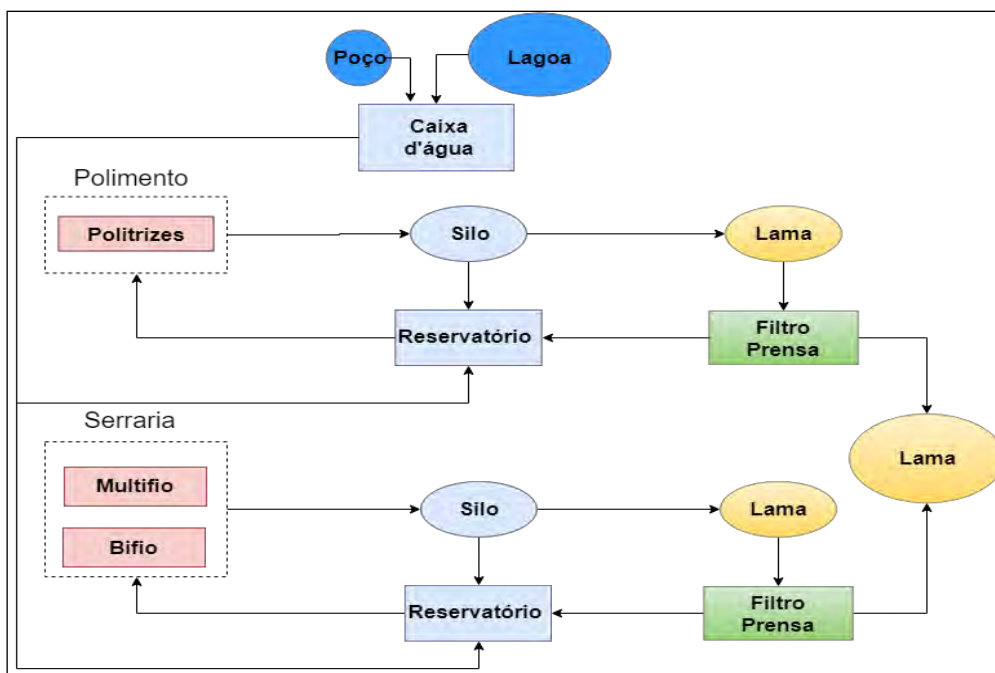 Poço
Lagoa
Caixa
d'água
Polimento
Politrizes
Silo
Lama
Reservatório
Filtro
Prensa
Serraria
Lama
Multifio
Silo
Lama
Bifio
Reservatório
Filtro
Prensa